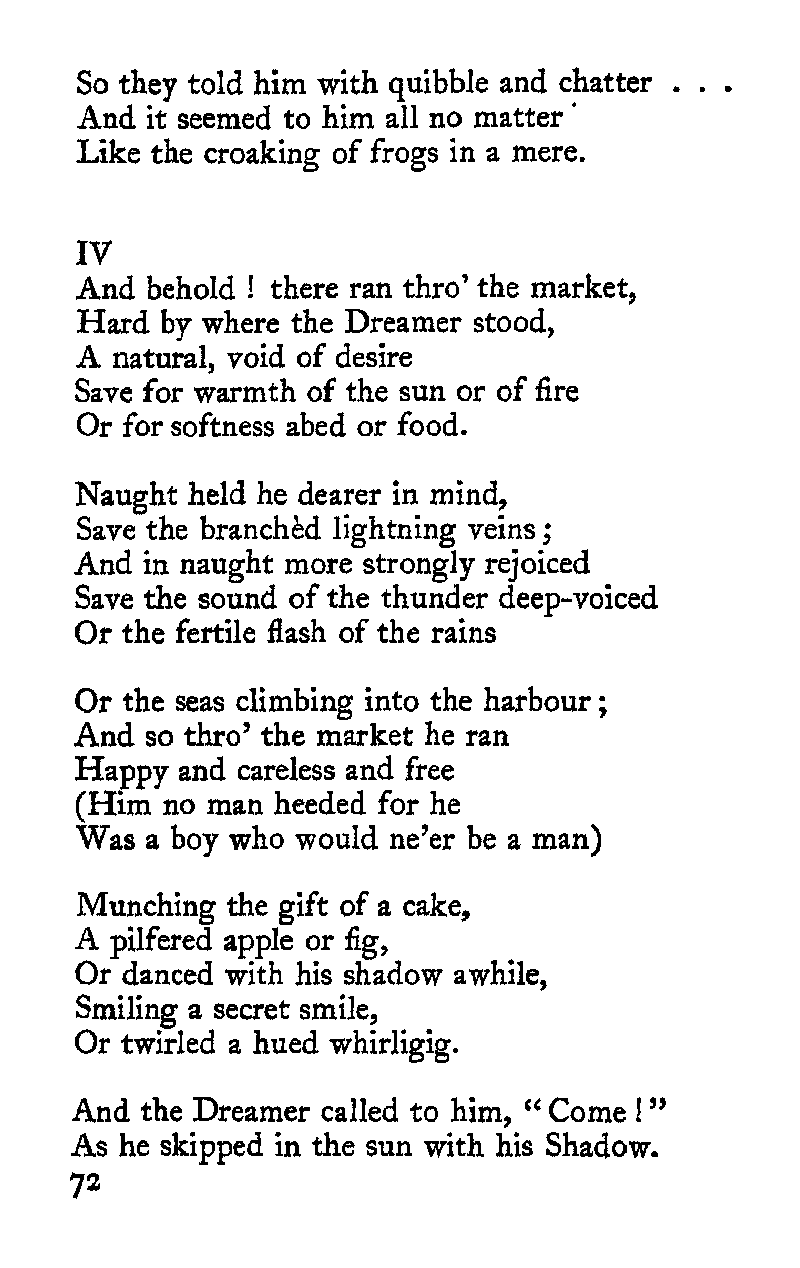 So they told him with quibble and chatter . . .
And it seemed to him all no matter
Like the croaking of frogs in a mere.
IV
And behold ! there ran thro’ the market,
Hard by where the Dreamer stood,
A natural, void of desire
Save for warmth of the sun or of fire
Or for softness abed or food.
Naught held he dearer in mind,
Save the branchèd lightning veins ;
And in naught more strongly rejoiced
Save the sound of the thunder deep-voiced
Or the fertile flash of the rains
Or the seas climbing into the harbour ;
And so thro’ the market he ran
Happy and careless and free
(Him no man heeded for he
Was a boy who would ne’er be a man)
Munching the gift of a cake,
A pilfered apple or fig,
Or danced with his shadow awhile,
Smiling a secret smile,
Or twirled a hued whirligig.
And the Dreamer called to him, “ Come ! ”
As he skipped in the sun with his Shadow.
72